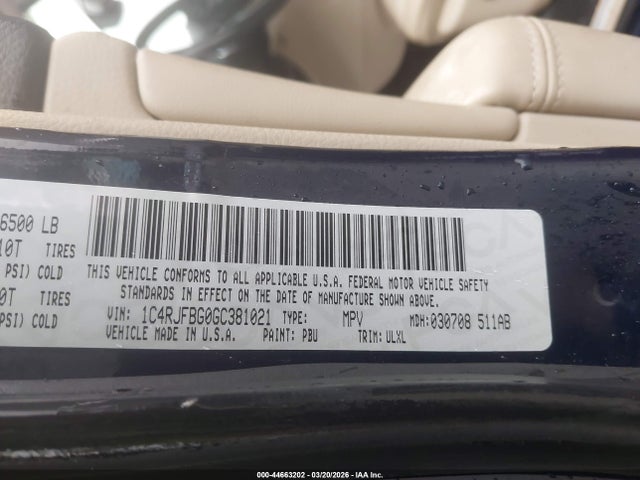 6500 LB
10T TIRES
PSI) COLD
0T TIRES
PSI) COLD
THIS VEHICLE CONFORMS TO ALL APPLICABLE U.S.A. FEDERAL MOTOR VEHICLE SAFETY
STANDARDS IN EFFECT ON THE DATE OF MANUFACTURE SHOWN ABOVE.
VIN: 1C4RJFBG0GC381021 TYPE: MPV MDH: 030708 511AB
VEHICLE MADE IN U.S.A. PAINT: PBU TRIM: ULXL
000-44663202 - 03/20/2026 - IAA Inc.